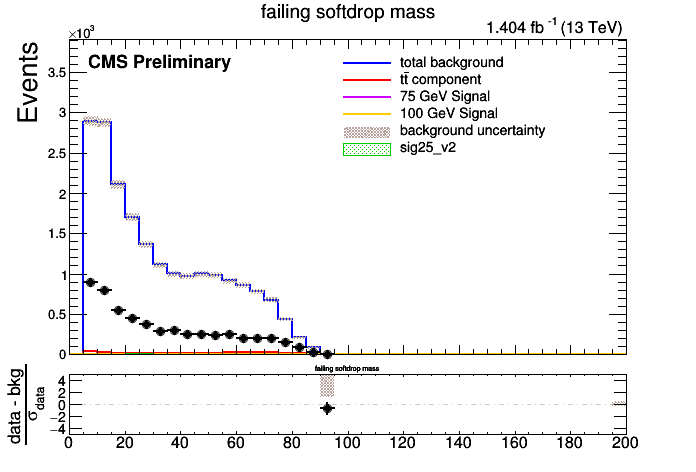 failing softdrop mass
×10³
1.404 fb⁻¹ (13 TeV)
CMS Preliminary
Events
total background
tt̄ component
75 GeV Signal
100 GeV Signal
background uncertainty
sig25_v2
3.5
3
2.5
2
1.5
1
0.5
0
failing softdrop mass
data - bkg
σ data
4
2
0
−2
−4
0 20 40 60 80 100 120 140 160 180 200